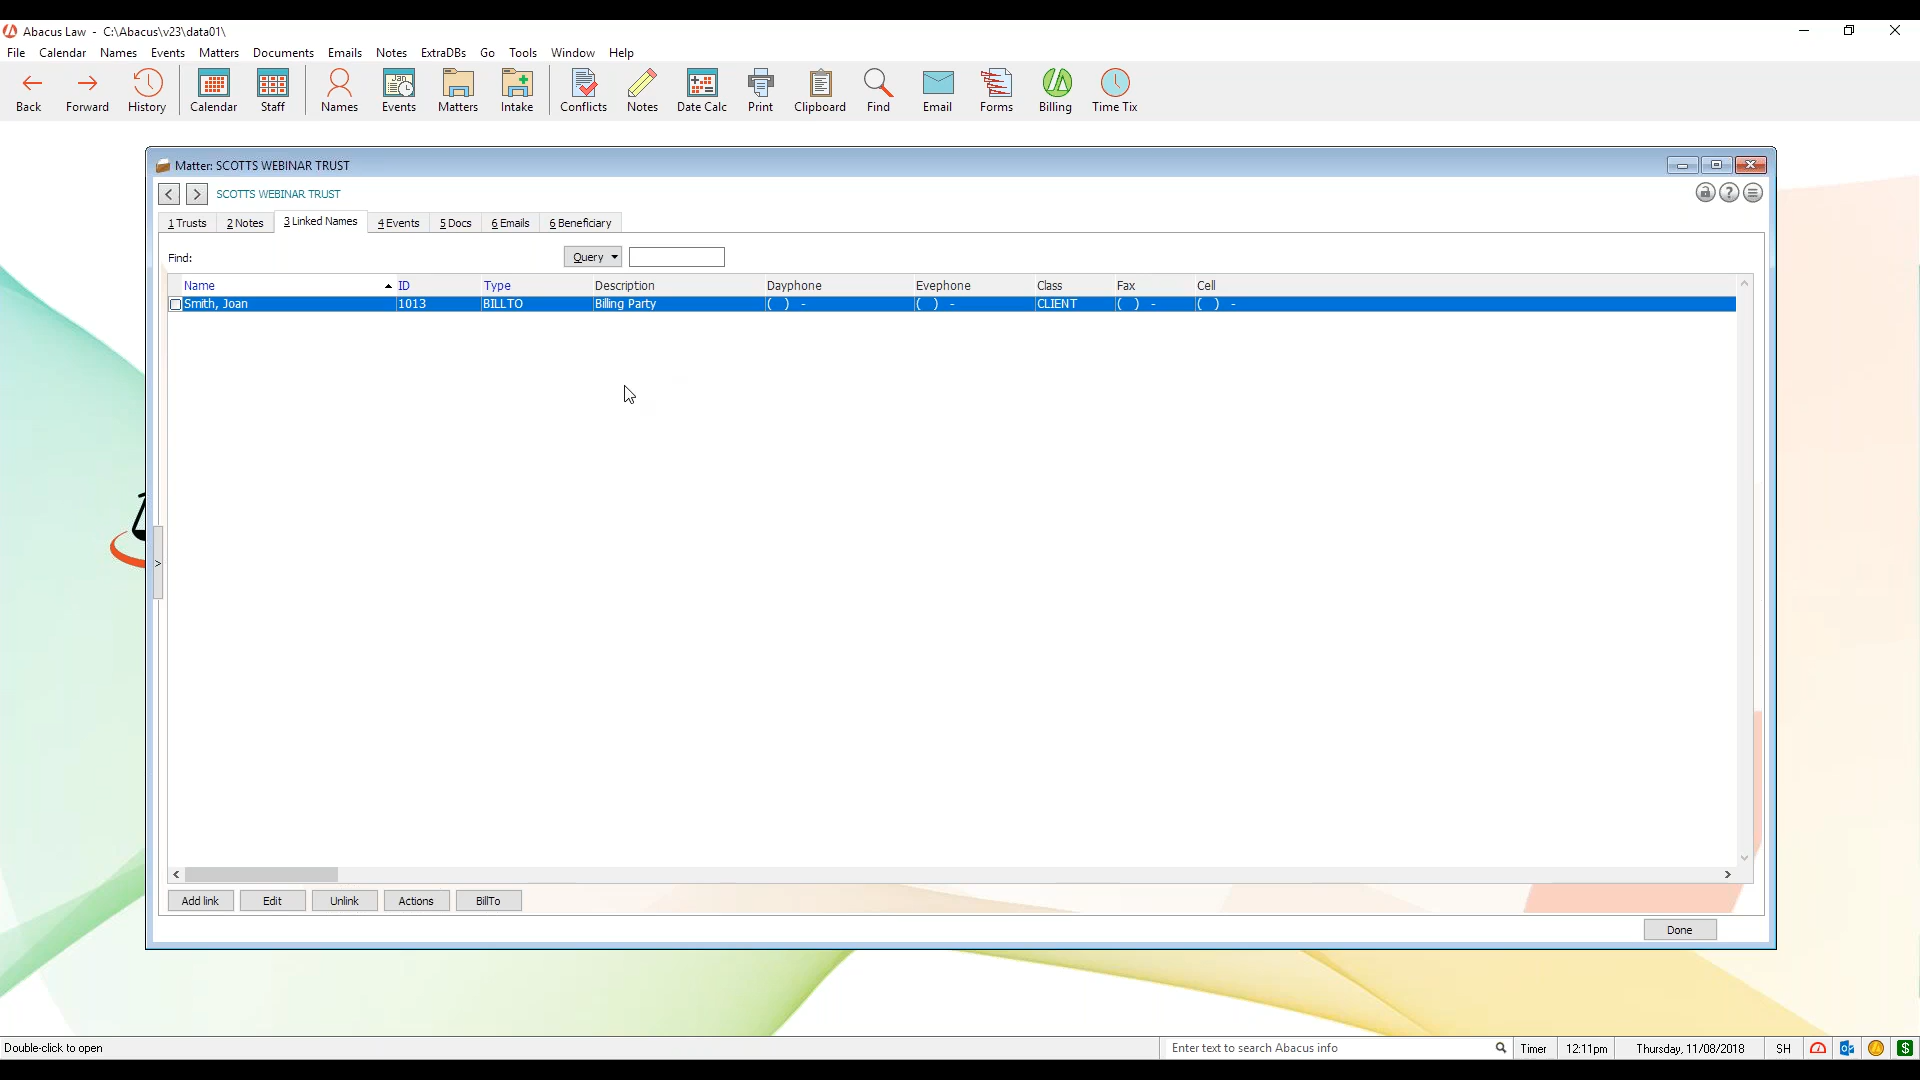 Abacus Law - C:\Abacus\v23\data01\
File Calendar Names Events Matters Documents Emails Notes ExtraDBs Go Tools Window Help
Back Forward History Calendar Staff Names Events Matters Intake Conflicts Notes Date Calc Print Clipboard Find Email Forms Billing Time Tix
Matter: SCOTTS WEBINAR TRUST
< > SCOTTS WEBINAR TRUST
1 Trusts 2 Notes 3 Linked Names 4 Events 5 Docs 6 Emails 6 Beneficiary
Find: Query
Name ID Type Description Dayphone Evephone Class Fax Cell
Smith, Joan 1013 BILLTO Billing Party ( ) - ( ) - CLIENT ( ) - ( ) -
Add link Edit Unlink Actions BillTo
Done
Double-click to open Enter text to search Abacus info Timer 12:11pm Thursday, 11/08/2018 SH